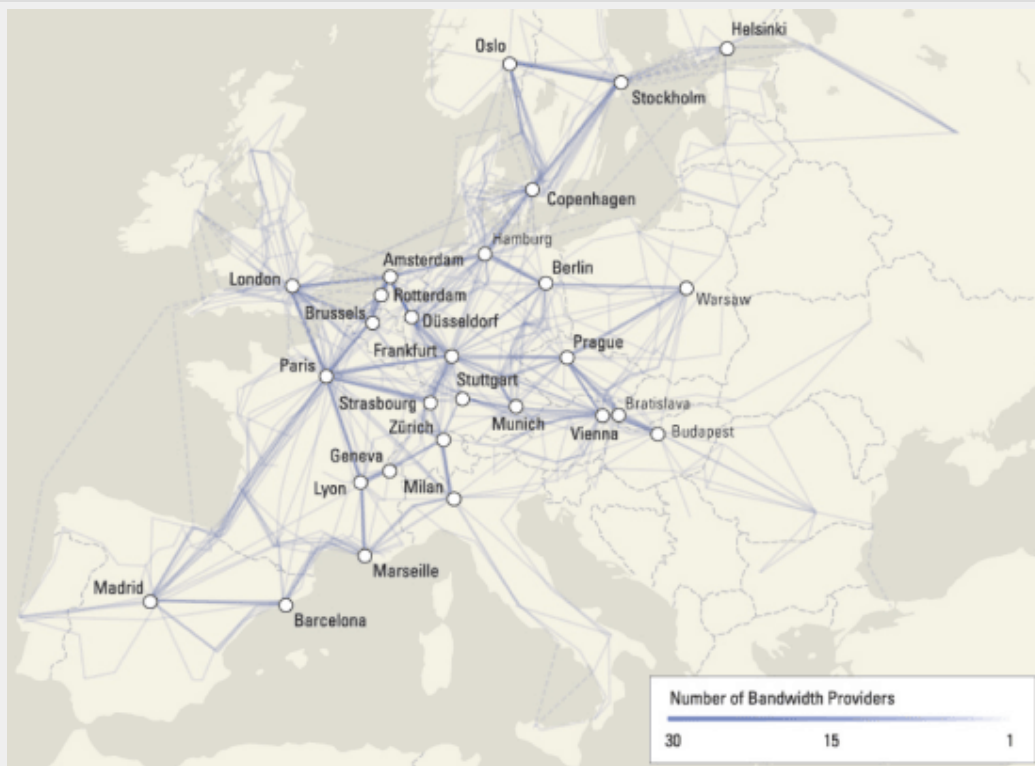 Helsinki
Oslo
Stockholm
Copenhagen
Hamburg
Amsterdam
Berlin
London
Rotterdam
Warsaw
Brussels
Düsseldorf
Frankfurt
Prague
Paris
Stuttgart
Strasbourg
Bratislava
Munich
Zürich
Vienna
Budapest
Geneva
Lyon
Milan
Marseille
Madrid
Barcelona
Number of Bandwidth Providers
30 15 1